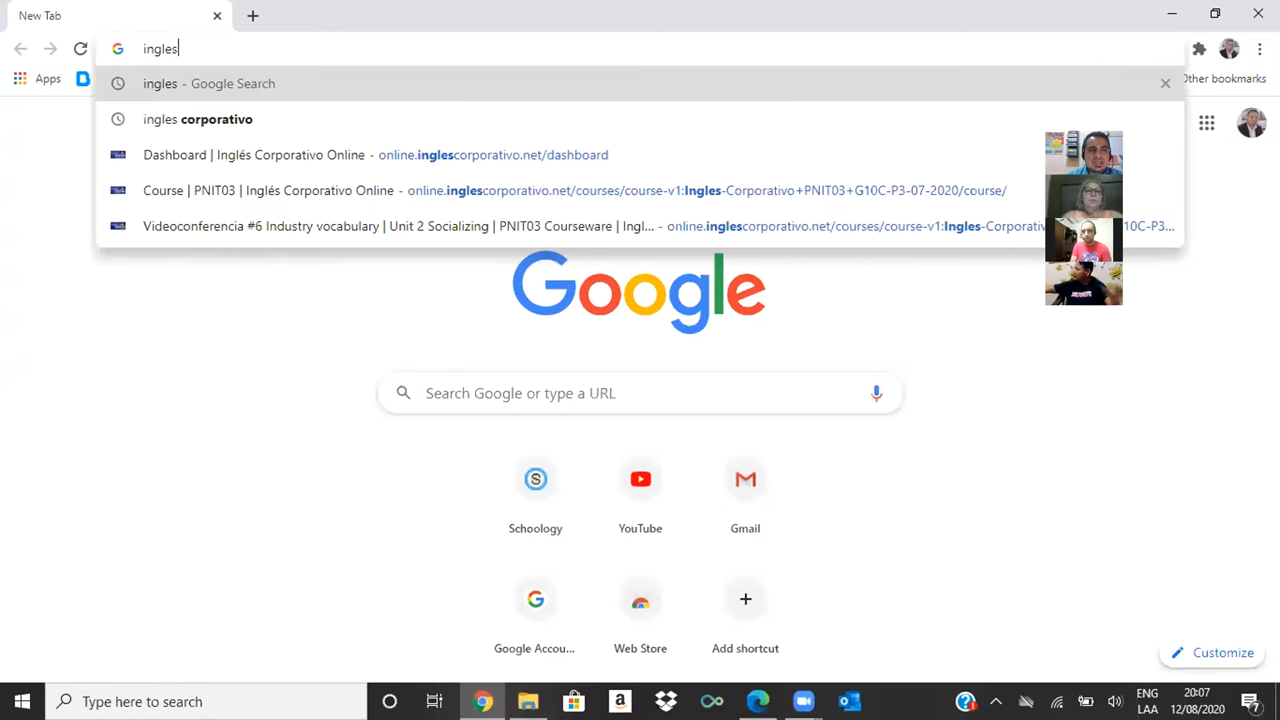 New Tab
ingles
Apps
Other bookmarks
ingles - Google Search
ingles corporativo
Dashboard | Inglés Corporativo Online - online.inglescorporativo.net/dashboard
Course | PNIT03 | Inglés Corporativo Online - online.inglescorporativo.net/courses/course-v1:Ingles-Corporativo+PNIT03+G10C-P3-07-2020/course/
Videoconferencia #6 Industry vocabulary | Unit 2 Socializing | PNIT03 Courseware | Ingl... - online.inglescorporativo.net/courses/course-v1:Ingles-Corporativ 10C-P3...
Google
Search Google or type a URL
Schoology
YouTube
Gmail
Google Accou...
Web Store
Add shortcut
Customize
Type here to search
ENG
LAA
20:07
12/08/2020
7